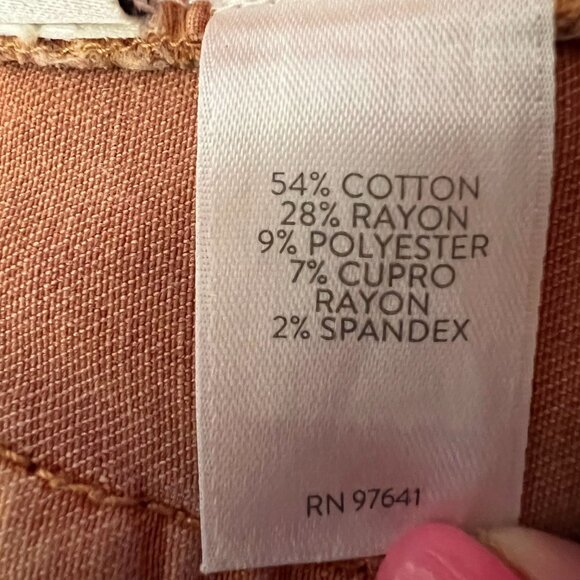 54% COTTON
28% RAYON
9% POLYESTER
7% CUPRO
RAYON
2% SPANDEX
RN 97641